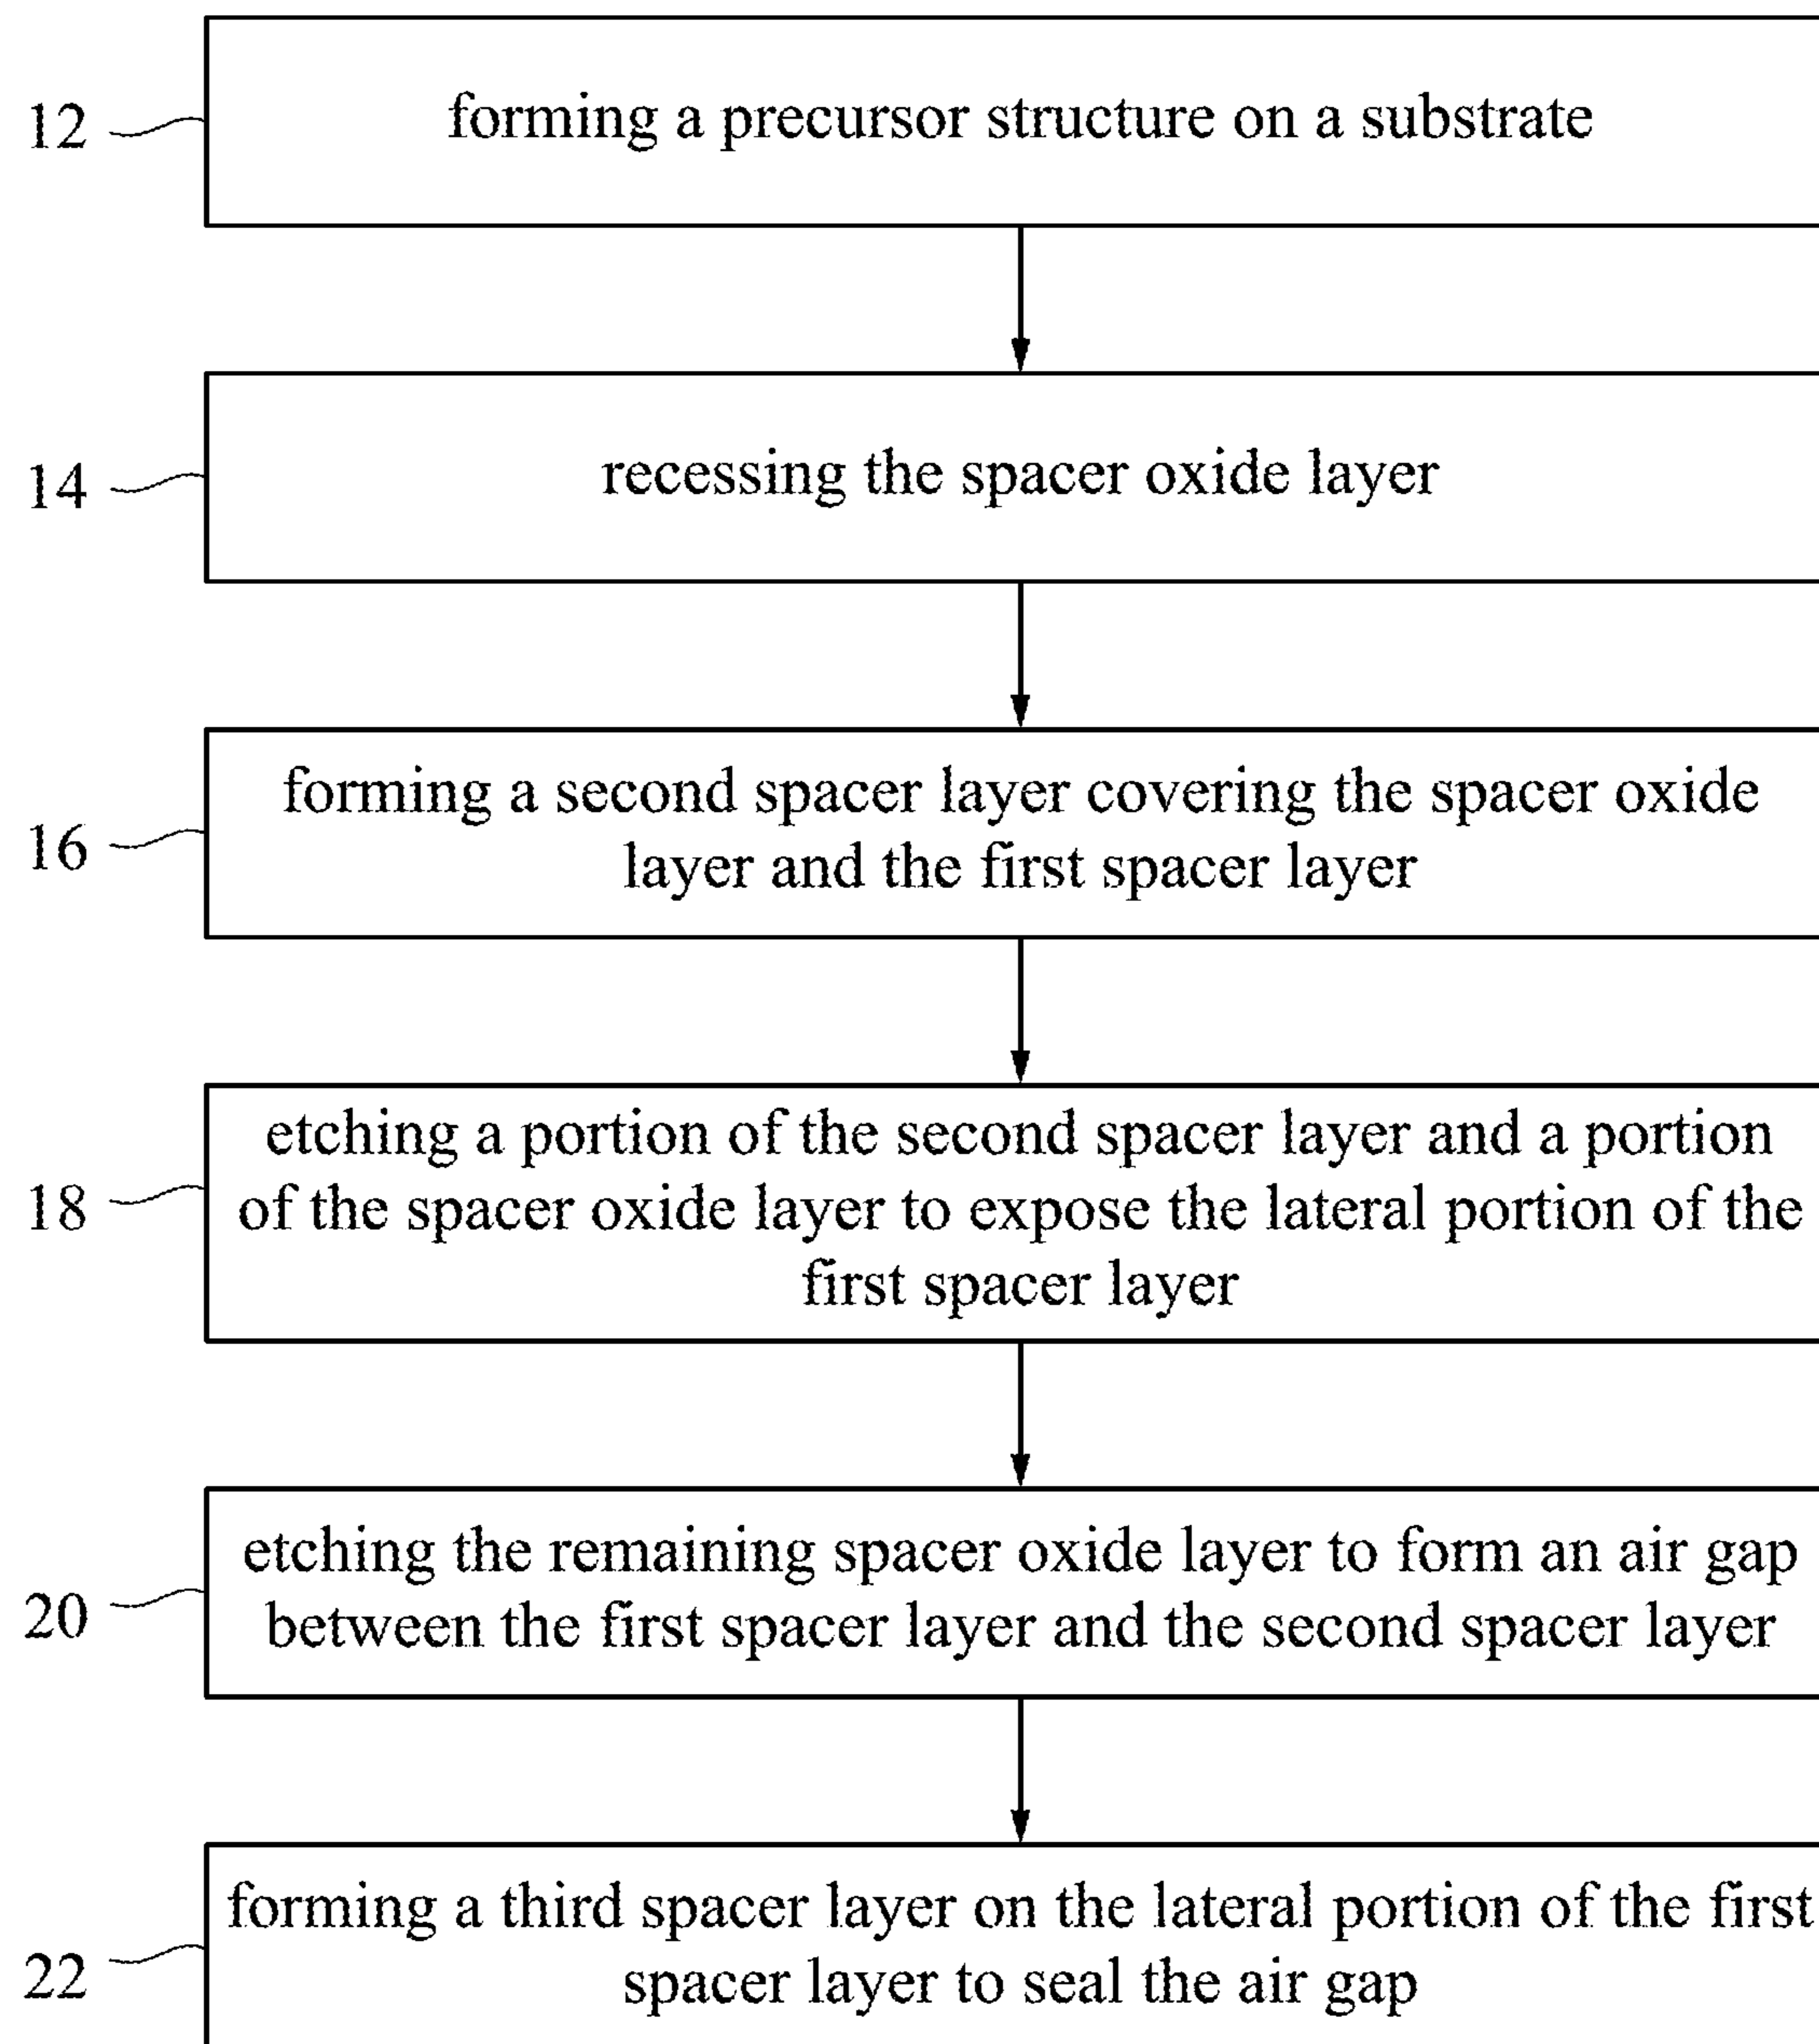 12
forming a precursor structure on a substrate
14
recessing the spacer oxide layer
16
forming a second spacer layer covering the spacer oxide
layer and the first spacer layer
18
etching a portion of the second spacer layer and a portion
of the spacer oxide layer to expose the lateral portion of the
first spacer layer
20
etching the remaining spacer oxide layer to form an air gap
between the first spacer layer and the second spacer layer
22
forming a third spacer layer on the lateral portion of the first
spacer layer to seal the air gap